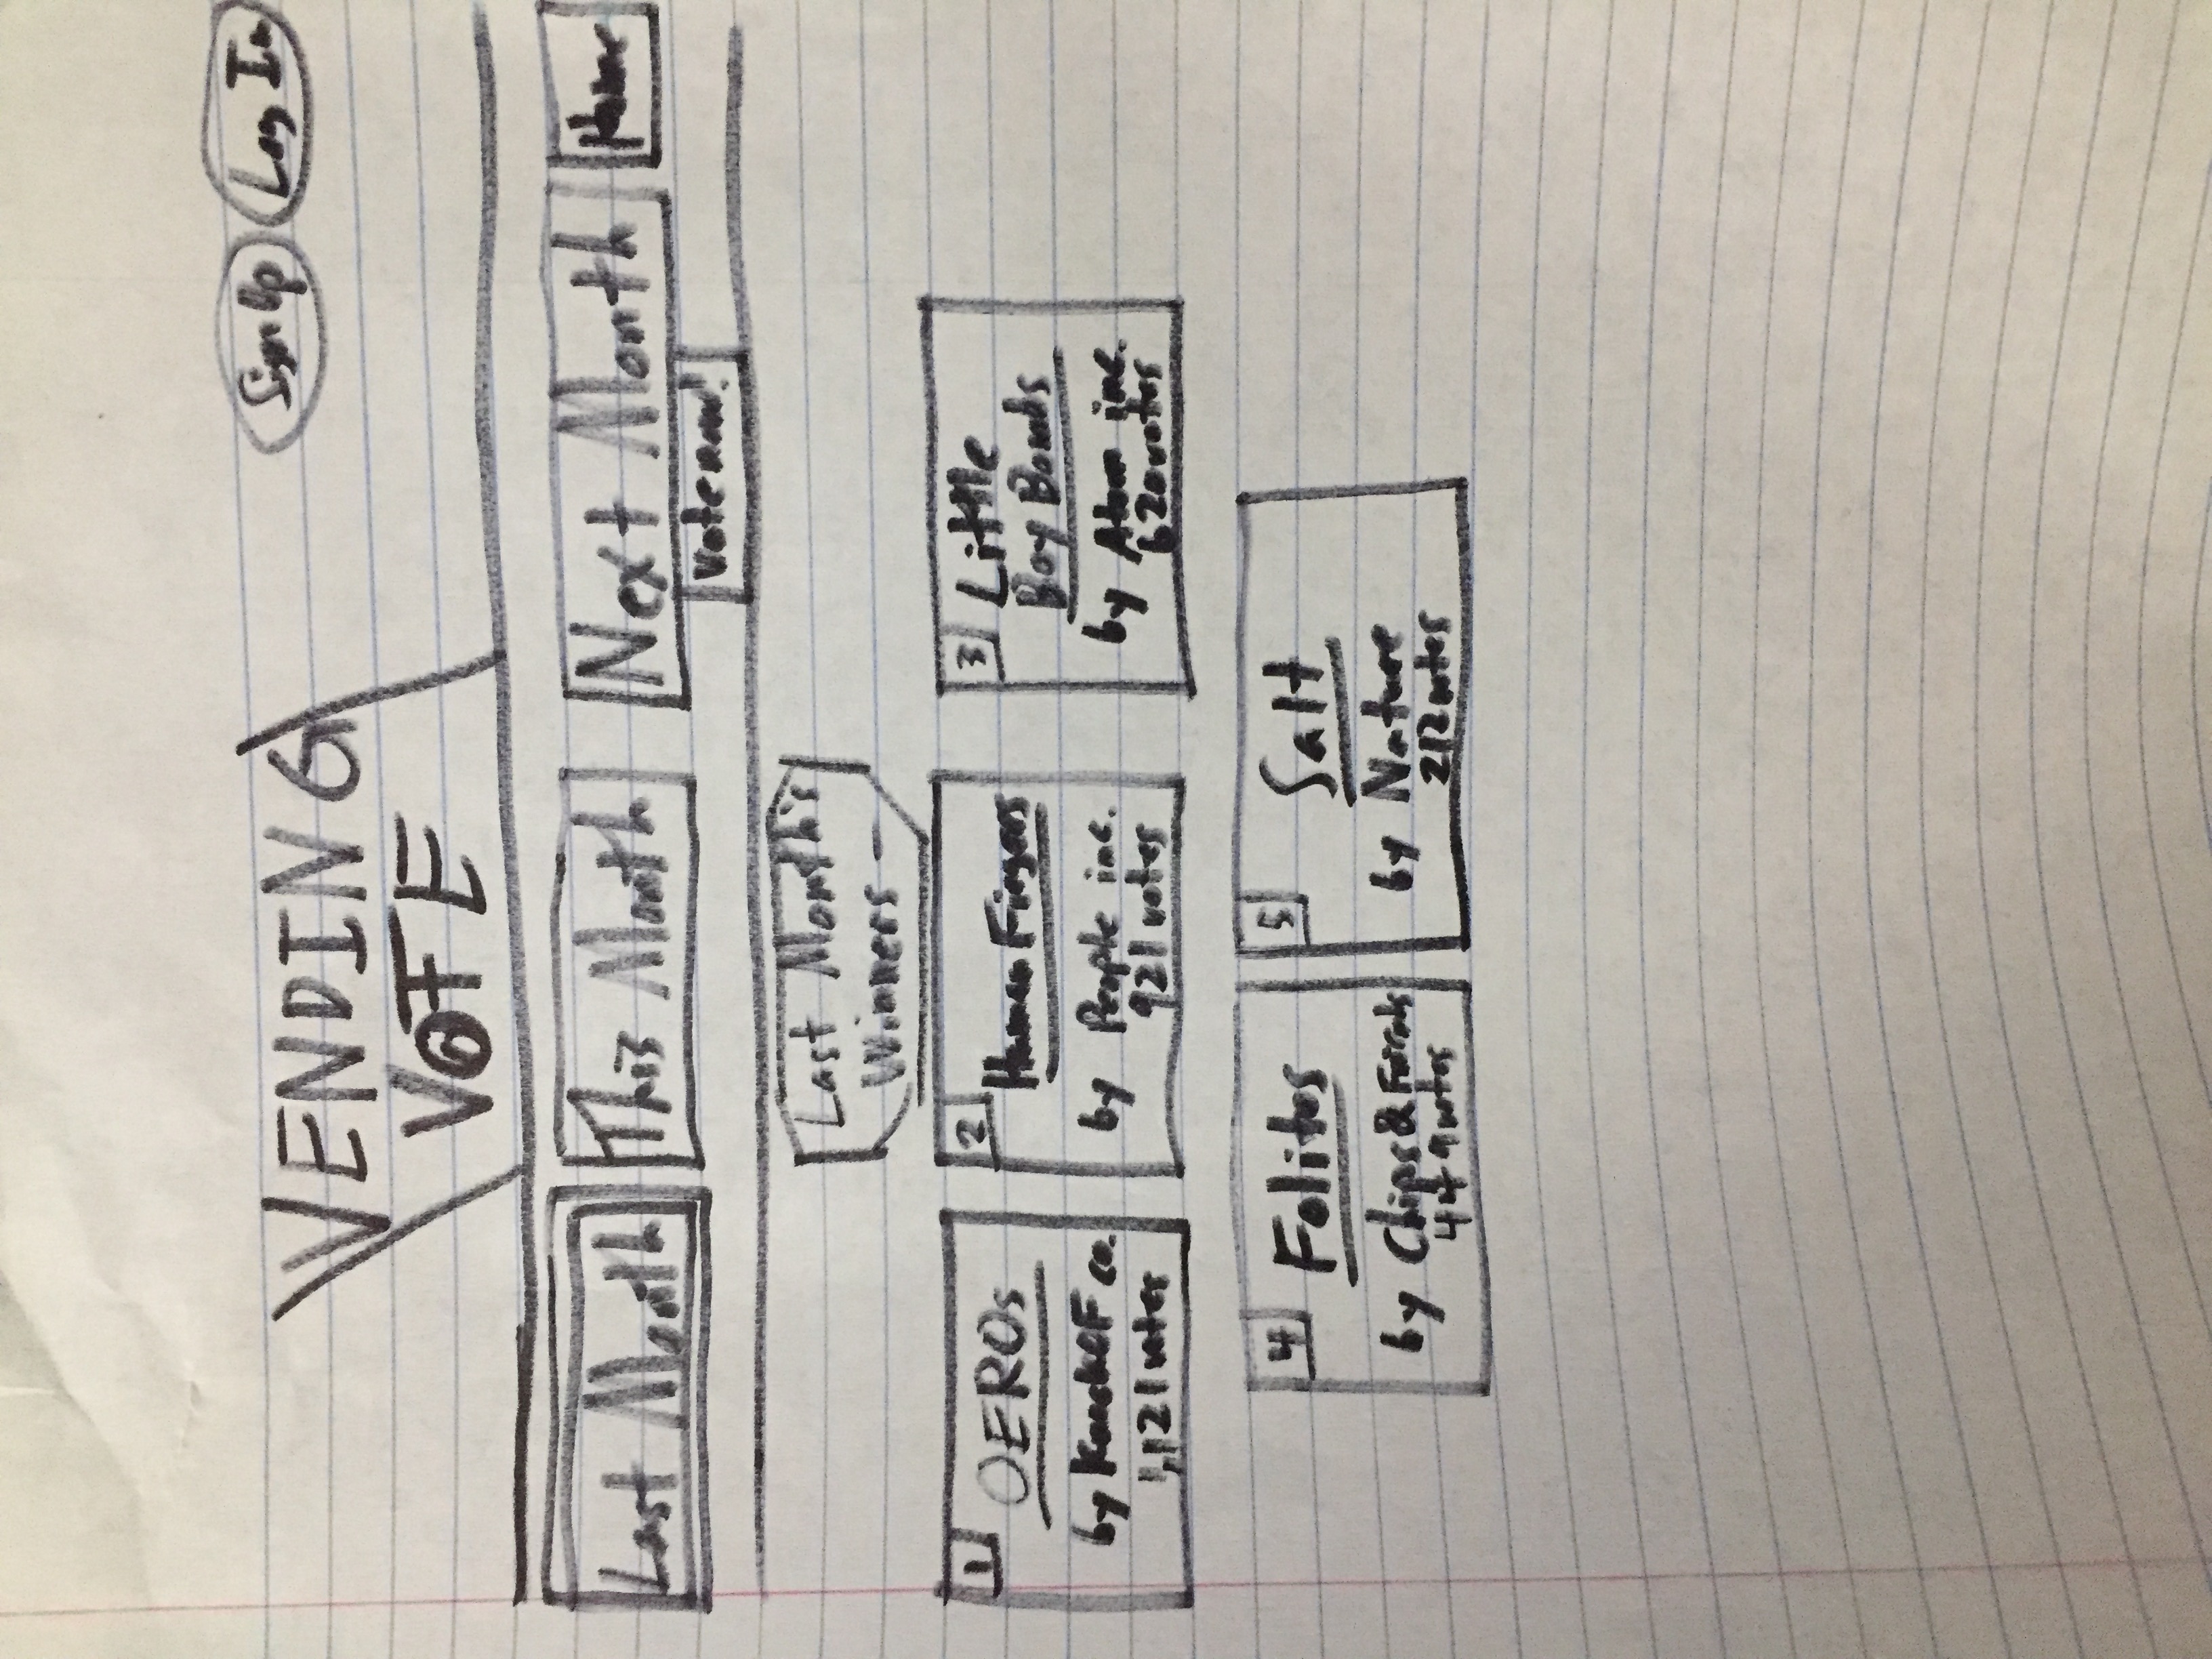 Sign Up
Log In
VENDING
VOTE
Last Month
This Month
Next Month
Home
Vote now!
Last Month's
Winners -
1
OEROs
by co.
1,121 votes
2
Human Fingers
by People inc.
921 votes
3
Little
Boy Bombs
by Atom inc.
620 votes
4
Folitos
by Chips & Friends
449 votes
5
Salt
by Nature
212 votes